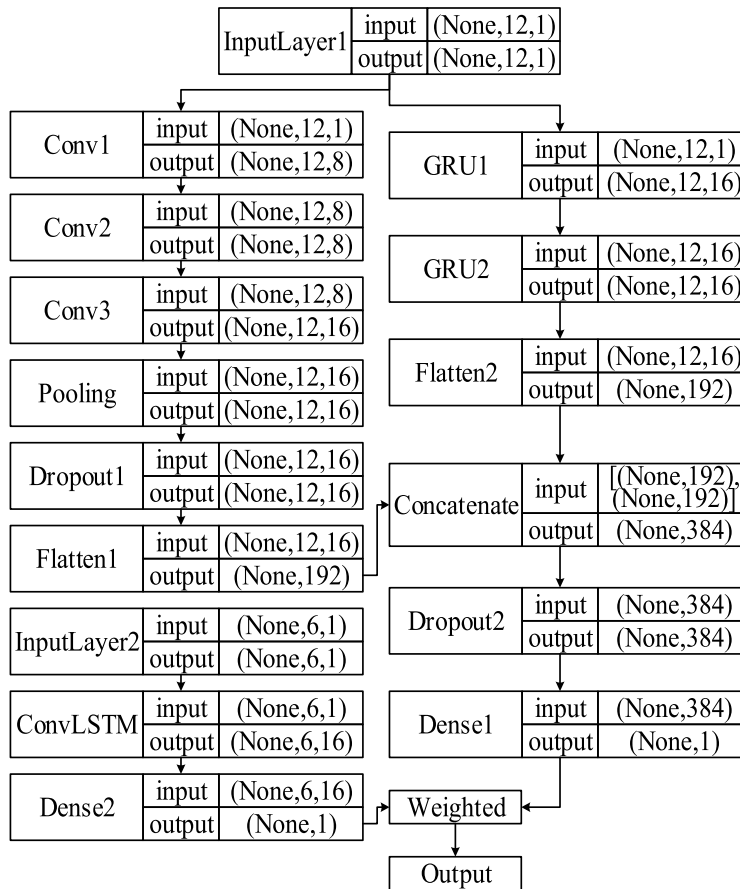 InputLayer1
input (None,12,1)
output (None,12,1)
Conv1
input (None,12,1)
output (None,12,8)
Conv2
input (None,12,8)
output (None,12,8)
Conv3
input (None,12,8)
output (None,12,16)
Pooling
input (None,12,16)
output (None,12,16)
Dropout1
input (None,12,16)
output (None,12,16)
Flatten1
input (None,12,16)
output (None,192)
InputLayer2
input (None,6,1)
output (None,6,1)
ConvLSTM
input (None,6,1)
output (None,6,16)
Dense2
input (None,6,16)
output (None,1)
GRU1
input (None,12,1)
output (None,12,16)
GRU2
input (None,12,16)
output (None,12,16)
Flatten2
input (None,12,16)
output (None,192)
Concatenate
input [(None,192),
(None,192)]
output (None,384)
Dropout2
input (None,384)
output (None,384)
Dense1
input (None,384)
output (None,1)
Weighted
Output